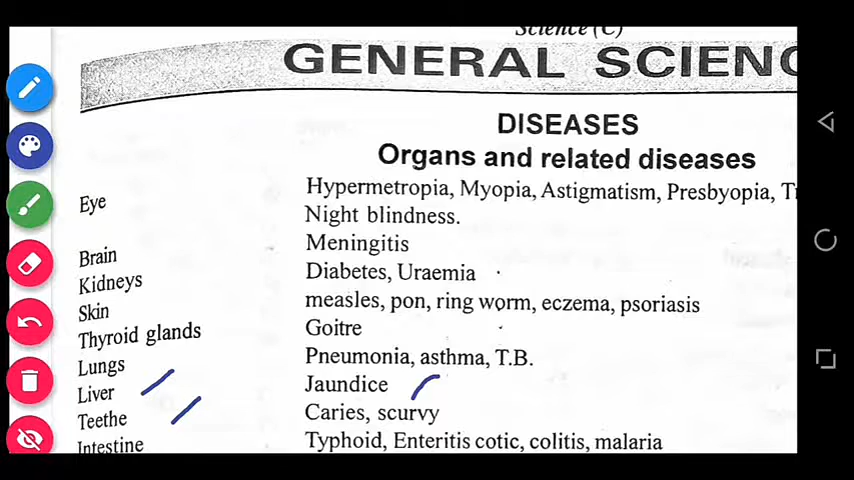 Science (C)
GENERAL SCIENC
DISEASES
Organs and related diseases
Eye Hypermetropia, Myopia, Astigmatism, Presbyopia,
Night blindness.
Brain Meningitis
Kidneys Diabetes, Uraemia
Skin measles, pon, ring worm, eczema, psoriasis
Thyroid glands Goitre
Lungs Pneumonia, asthma, T.B.
Liver Jaundice
Teethe Caries, scurvy
Intestine Typhoid, Enteritis cotic, colitis, malaria